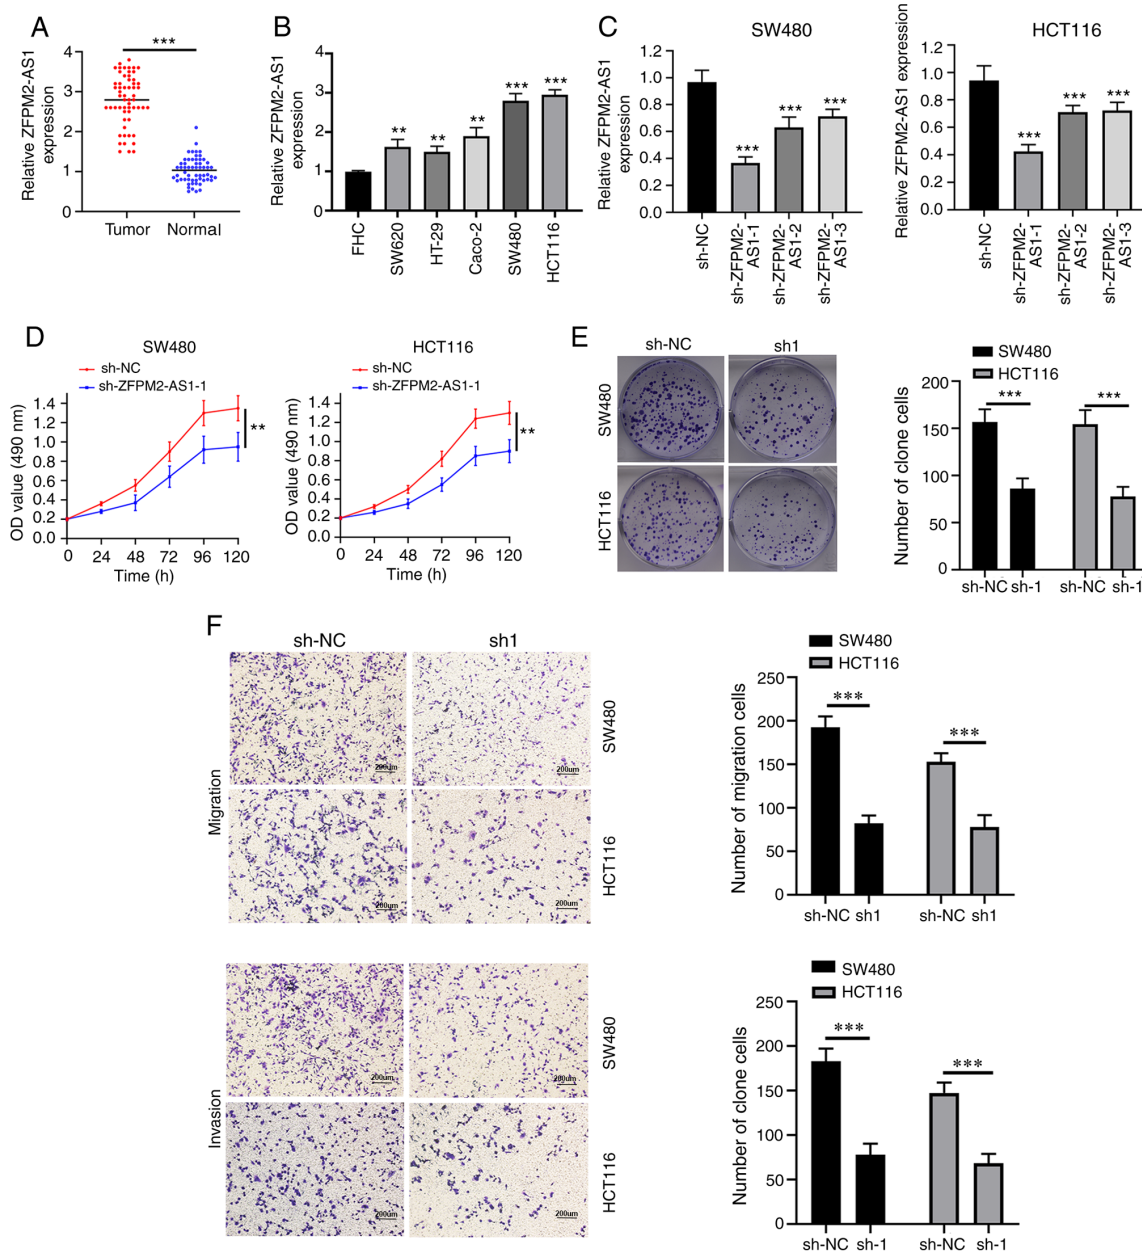 A
Relative ZFPM2-AS1
expression
4
3
2
1
0
***
Tumor
Normal
B
Relative ZFPM2-AS1
expression
4
3
2
1
0
**
**
**
***
***
FHC
SW620
HT-29
Caco-2
SW480
HCT116
C
SW480
Relative ZFPM2-AS1
expression
1.2
1.0
0.8
0.6
0.4
0.2
0.0
***
***
***
sh-NC
sh-ZFPM2-
AS1-1
sh-ZFPM2-
AS1-2
sh-ZFPM2-
AS1-3
HCT116
Relative ZFPM2-AS1 expression
1.2
1.0
0.8
0.6
0.4
0.2
0.0
***
***
***
sh-NC
sh-ZFPM2-
AS1-1
sh-ZFPM2-
AS1-2
sh-ZFPM2-
AS1-3
D
SW480
sh-NC
sh-ZFPM2-AS1-1
OD value (490 nm)
1.4
1.2
1.0
0.8
0.6
0.4
0.2
0.0
**
0 24 48 72 96 120
Time (h)
HCT116
sh-NC
sh-ZFPM2-AS1-1
OD value (490 nm)
1.4
1.2
1.0
0.8
0.6
0.4
0.2
0.0
**
0 24 48 72 96 120
Time (h)
E
sh-NC sh1
SW480
HCT116
SW480
HCT116
Number of clone cells
200
150
100
50
0
***
***
sh-NC sh-1 sh-NC sh-1
F
sh-NC sh1
Migration
SW480
200um
200um
HCT116
200um
200um
SW480
HCT116
Number of migration cells
250
200
150
100
50
0
***
***
sh-NC sh1 sh-NC sh1
Invasion
SW480
200um
200um
HCT116
200um
200um
SW480
HCT116
Number of clone cells
250
200
150
100
50
0
***
***
sh-NC sh-1 sh-NC sh-1